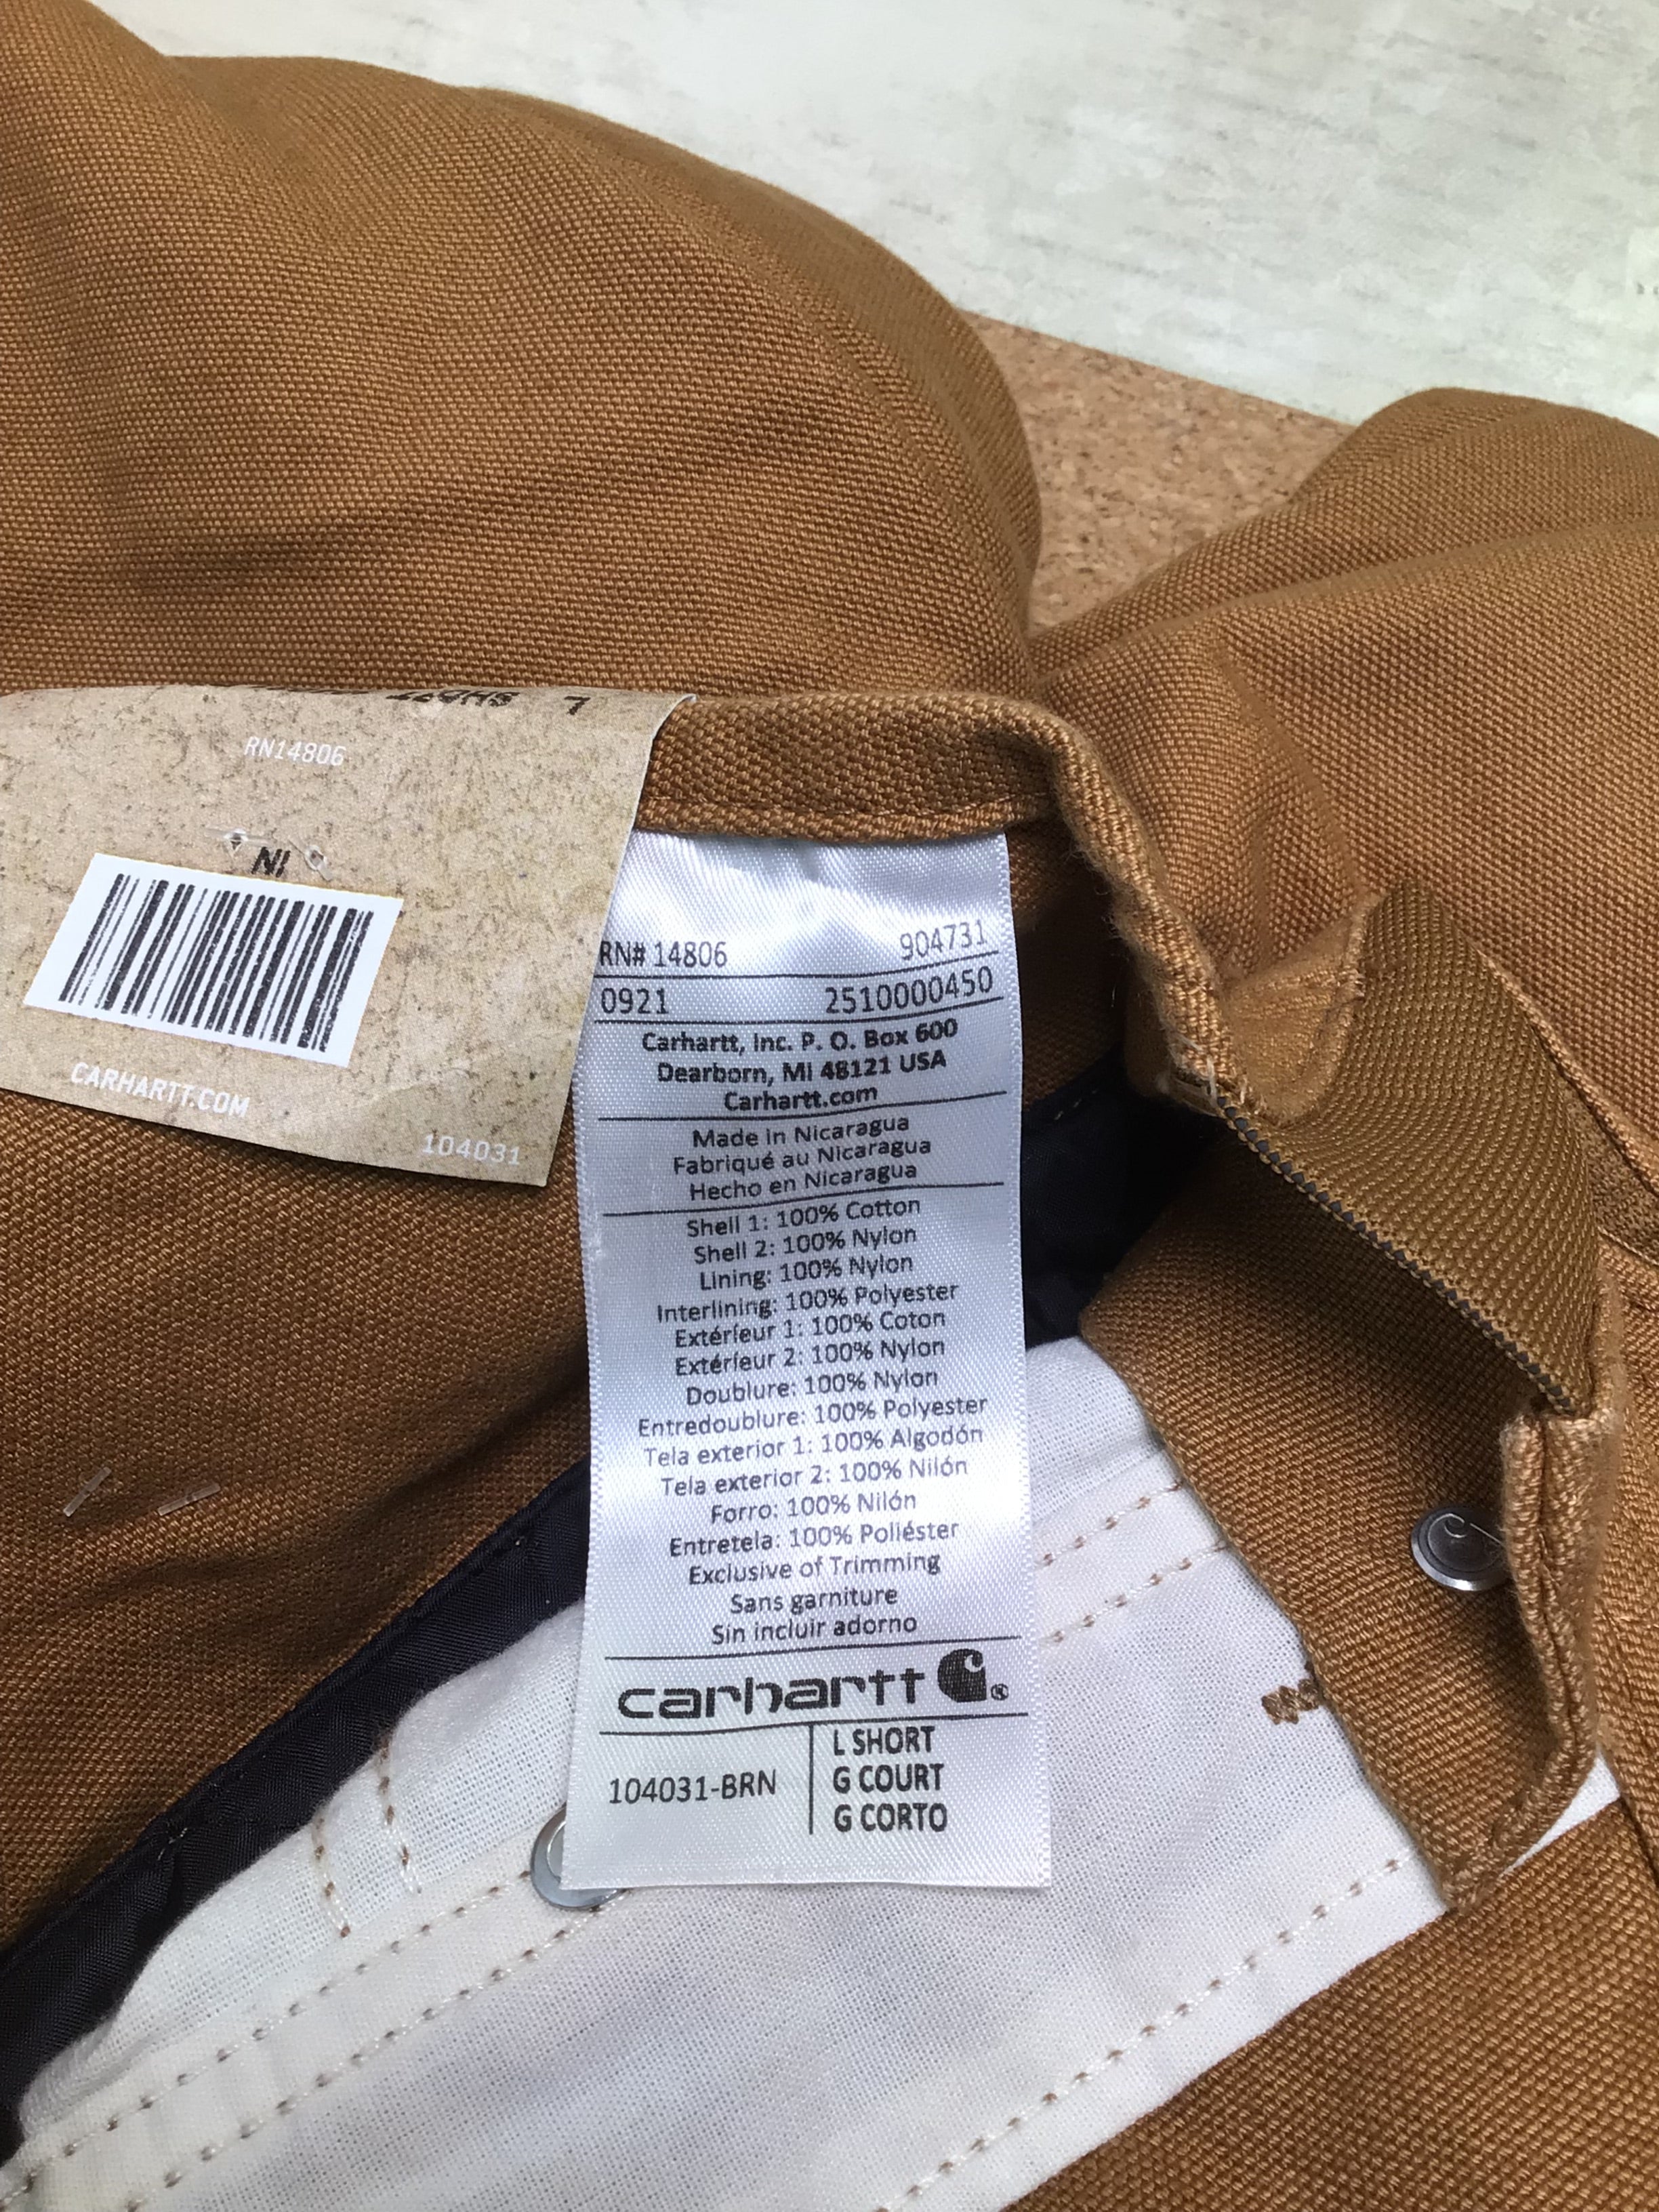 L SHORT
RN14806
NI
CARHARTT.COM
104031
RN# 14806 904731
0921 2510000450
Carhartt, Inc. P. O. Box 600
Dearborn, MI 48121 USA
Carhartt.com
Made in Nicaragua
Fabriqué au Nicaragua
Hecho en Nicaragua
Shell 1: 100% Cotton
Shell 2: 100% Nylon
Lining: 100% Nylon
Interlining: 100% Polyester
Extérieur 1: 100% Coton
Extérieur 2: 100% Nylon
Doublure: 100% Nylon
Entredoublure: 100% Polyester
Tela exterior 1: 100% Algodón
Tela exterior 2: 100% Nilón
Forro: 100% Nilón
Entretela: 100% Poliéster
Exclusive of Trimming
Sans garniture
Sin incluir adorno
carhartt ®
104031-BRN
L SHORT
G COURT
G CORTO